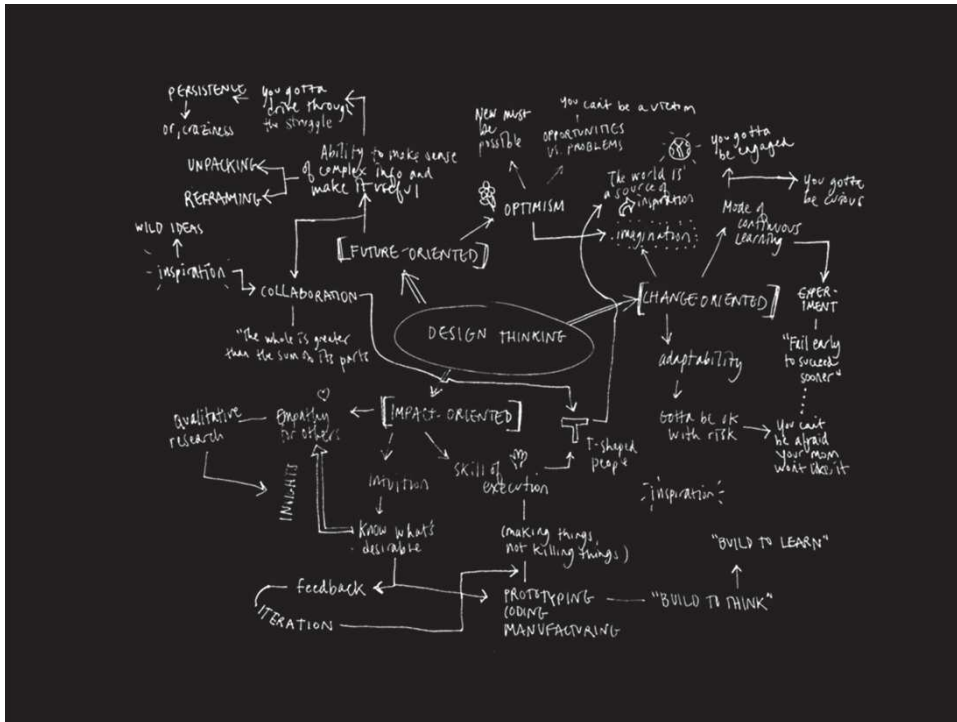 PERSISTENCE
or, craziness
you gotta
drive through
the struggle
UNPACKING
REFRAMING
Ability to make sense
of complex info and
make it useful
WILD IDEAS
inspiration
COLLABORATION
"The whole is greater
than the sum of its parts
[FUTURE-ORIENTED]
New must
be
possible
you can't be a victim
OPPORTUNITIES
VS. PROBLEMS
OPTIMISM
The world is
a source of
inspiration
imagination
you gotta
be engaged
you gotta
be curious
Mode of
continuous
learning
[CHANGE-ORIENTED]
EXPER-
IMENT
"Fail early
to succeed
sooner"
adaptability
Gotta be OK
with risk
You can't
be afraid
your mom
won't like it
DESIGN THINKING
[IMPACT-ORIENTED]
Empathy
for others
Qualitative
research
INSIGHTS
INTUITION
Know what's
desirable
feedback
ITERATION
Skill of
execution
T
T-shaped
people
(making things,
not killing things)
PROTOTYPING
CODING
MANUFACTURING
"BUILD TO THINK"
"BUILD TO LEARN"
inspiration